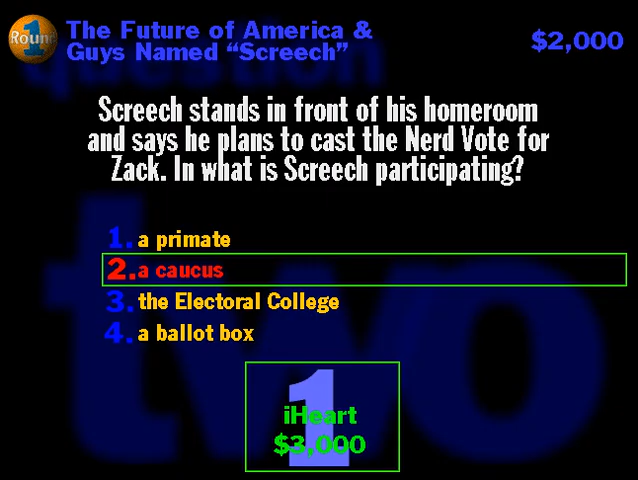 Round 1
The Future of America &
Guys Named “Screech”
$2,000
question
Screech stands in front of his homeroom
and says he plans to cast the Nerd Vote for
Zack. In what is Screech participating?
1. a primate
2. a caucus
3. the Electoral College
4. a ballot box
two
1
iHeart
$3,000